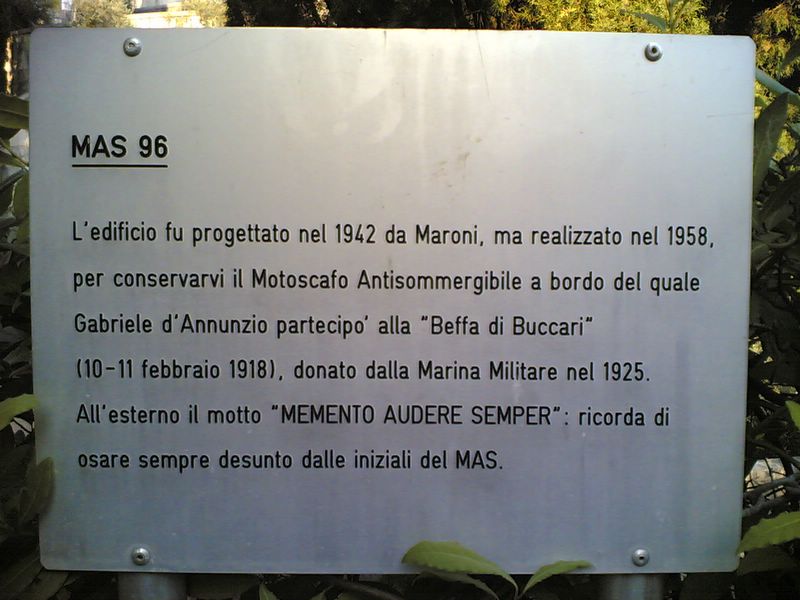 MAS 96
L'edificio fu progettato nel 1942 da Maroni, ma realizzato nel 1958,
per conservarvi il Motoscafo Antisommergibile a bordo del quale
Gabriele d'Annunzio partecipo' alla "Beffa di Buccari"
(10-11 febbraio 1918), donato dalla Marina Militare nel 1925.
All'esterno il motto "MEMENTO AUDERE SEMPER": ricorda di
osare sempre desunto dalle iniziali del MAS.